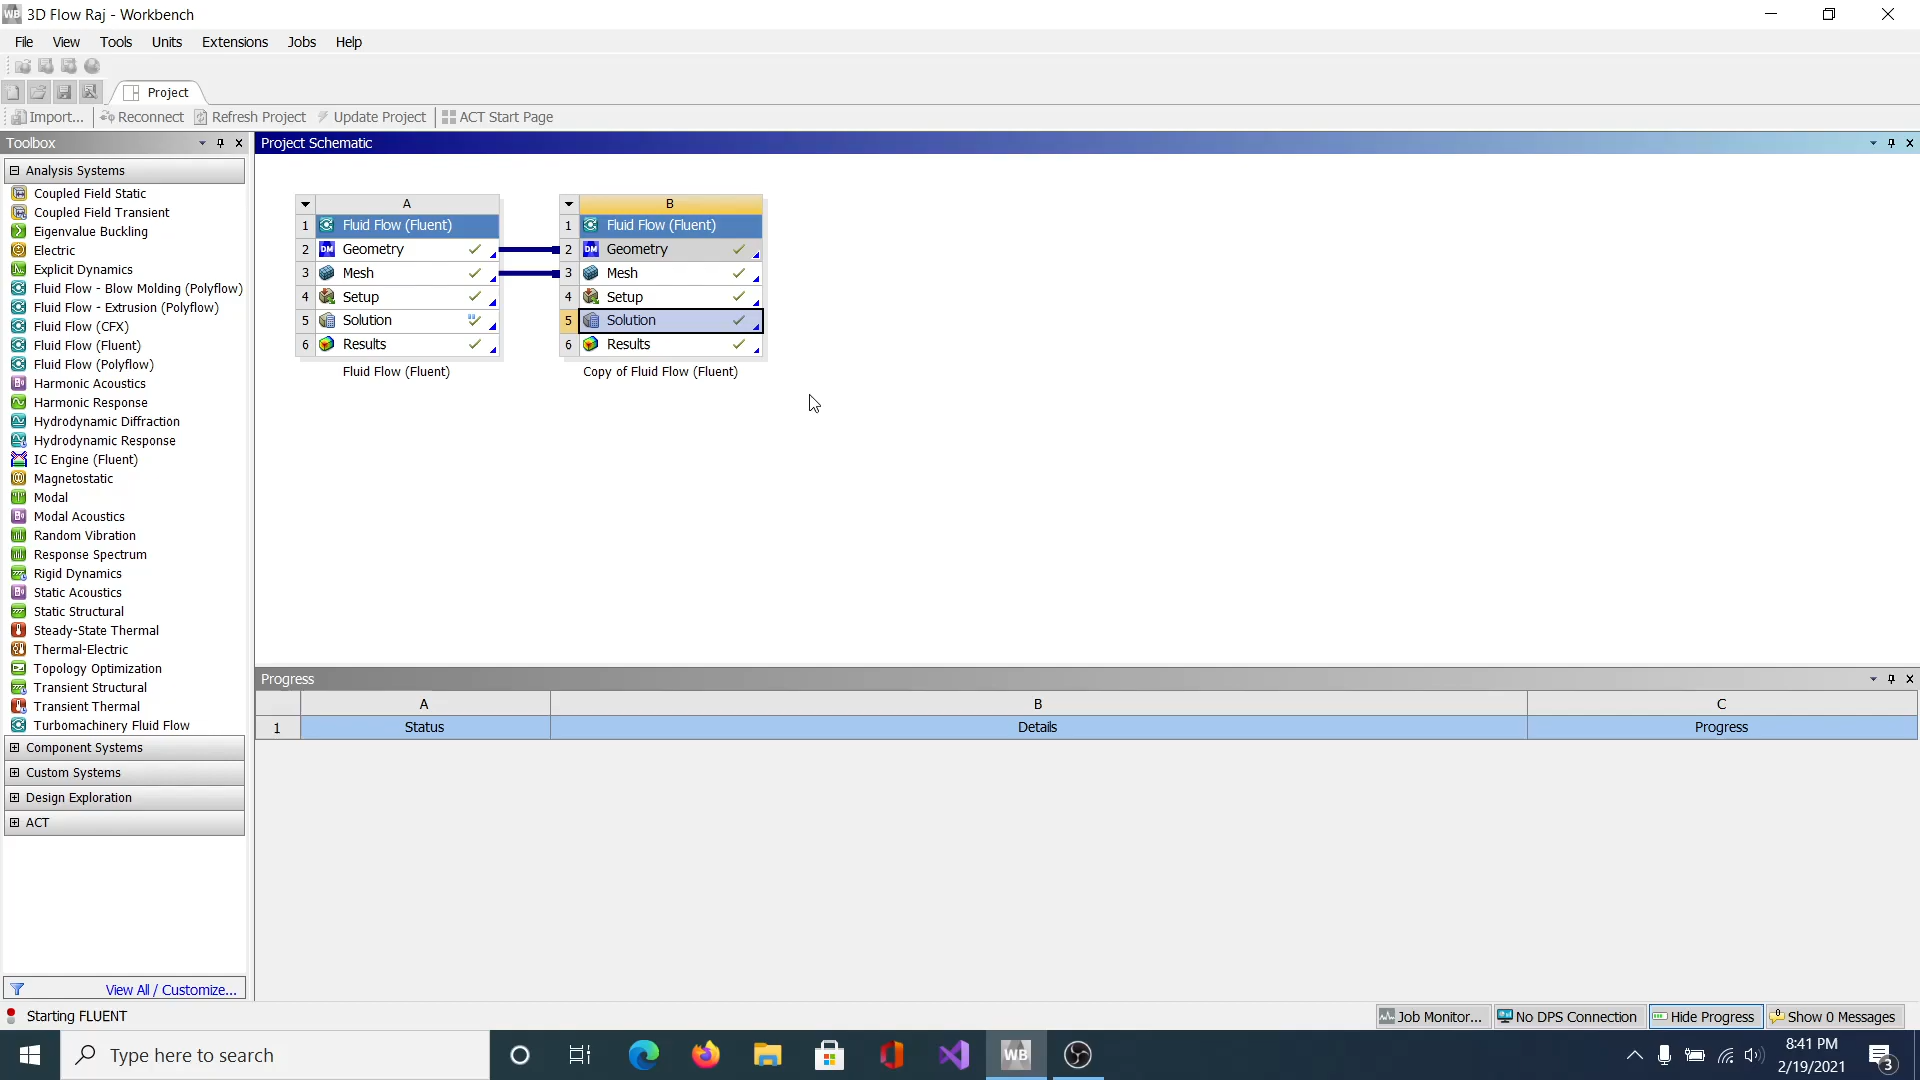 3D Flow Raj - Workbench
File View Tools Units Extensions Jobs Help
Project
Import... Reconnect Refresh Project Update Project ACT Start Page
Toolbox
Analysis Systems
Coupled Field Static
Coupled Field Transient
Eigenvalue Buckling
Electric
Explicit Dynamics
Fluid Flow - Blow Molding (Polyflow)
Fluid Flow - Extrusion (Polyflow)
Fluid Flow (CFX)
Fluid Flow (Fluent)
Fluid Flow (Polyflow)
Harmonic Acoustics
Harmonic Response
Hydrodynamic Diffraction
Hydrodynamic Response
IC Engine (Fluent)
Magnetostatic
Modal
Modal Acoustics
Random Vibration
Response Spectrum
Rigid Dynamics
Static Acoustics
Static Structural
Steady-State Thermal
Thermal-Electric
Topology Optimization
Transient Structural
Transient Thermal
Turbomachinery Fluid Flow
Component Systems
Custom Systems
Design Exploration
ACT
View All / Customize...
Project Schematic
A
1 Fluid Flow (Fluent)
2 DM Geometry
3 Mesh
4 Setup
5 Solution
6 Results
Fluid Flow (Fluent)
B
1 Fluid Flow (Fluent)
2 DM Geometry
3 Mesh
4 Setup
5 Solution
6 Results
Copy of Fluid Flow (Fluent)
Progress
A B C
1 Status Details Progress
Starting FLUENT
Job Monitor... No DPS Connection Hide Progress Show 0 Messages
Type here to search
WB
8:41 PM
2/19/2021
3